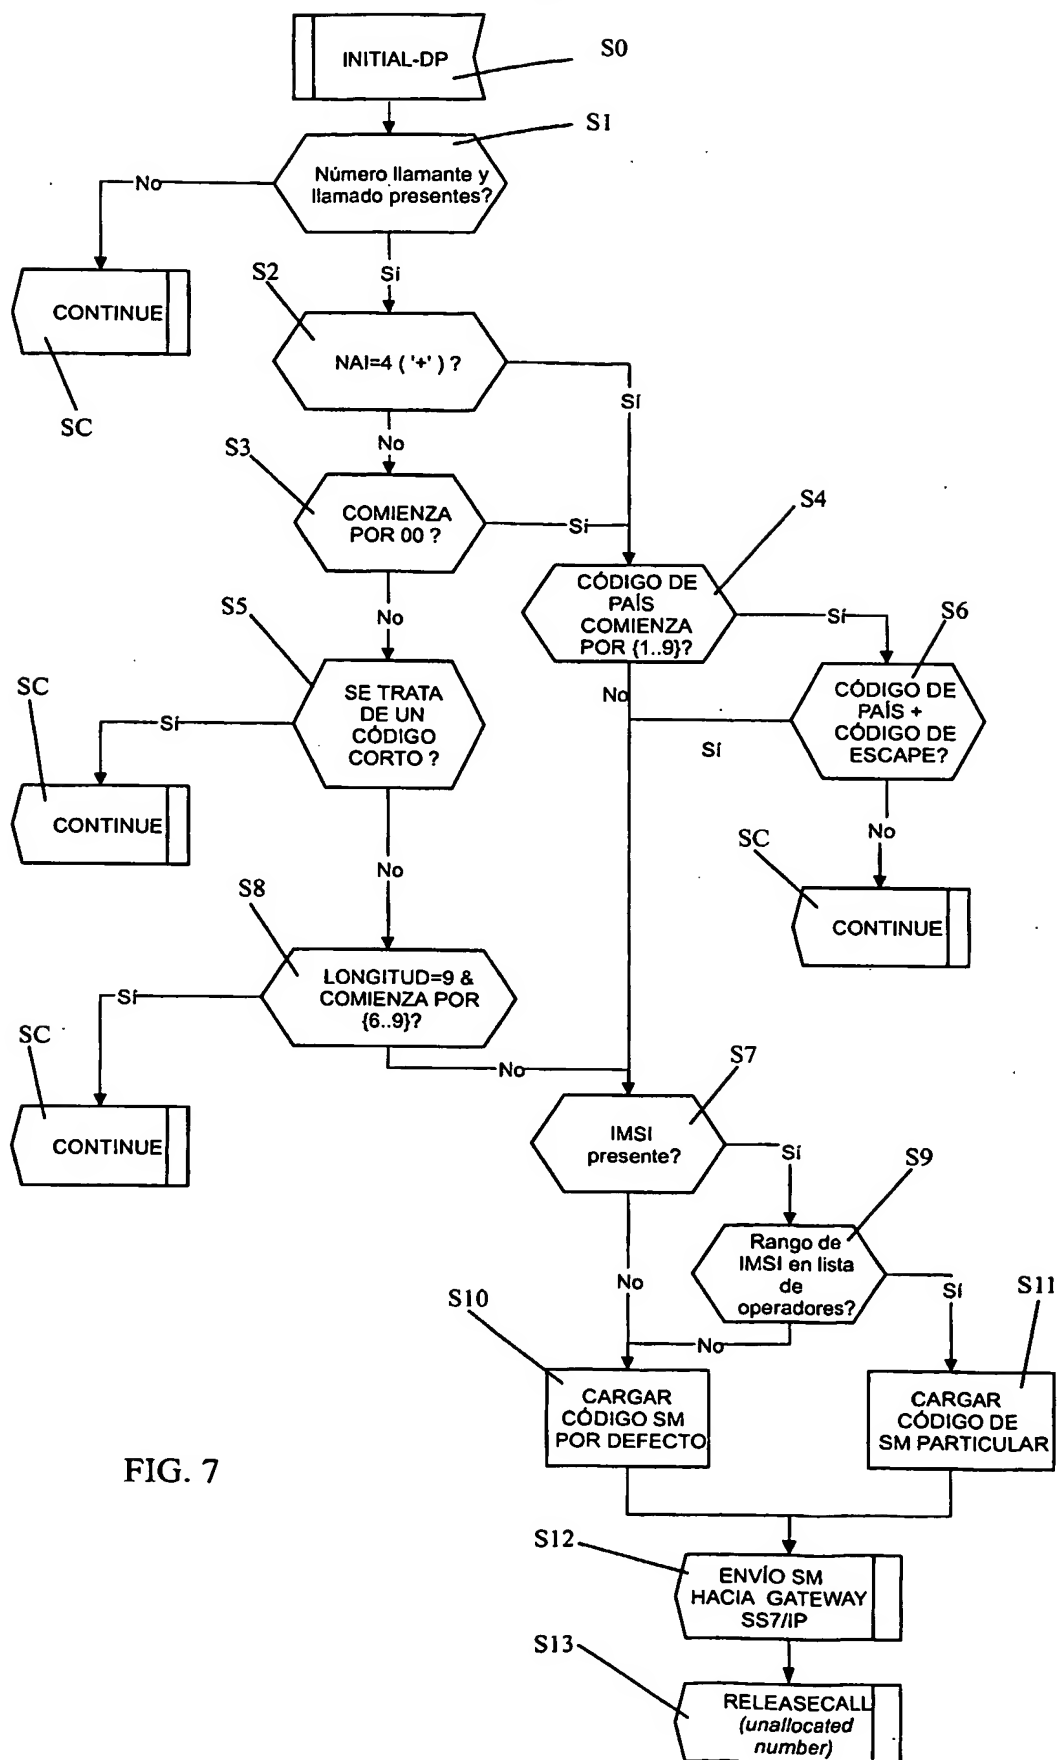 INITIAL-DP
S0
S1
Número llamante y
llamado presentes?
No
Sí
CONTINUE
SC
S2
NAI=4 ( '+' ) ?
Sí
No
S3
COMIENZA
POR 00 ?
Sí
S4
CÓDIGO DE
PAÍS
COMIENZA
POR {1..9}?
No
Sí
S6
S5
SE TRATA
DE UN
CÓDIGO
CORTO ?
No
CÓDIGO DE
PAÍS +
CÓDIGO DE
ESCAPE?
SC
Sí
Sí
CONTINUE
No
No
SC
CONTINUE
S8
LONGITUD=9 &
COMIENZA POR
{6..9}?
Sí
SC
CONTINUE
No
S7
IMSI
presente?
Sí
S9
Rango de
IMSI en lista
de
operadores?
No
Sí
S11
S10
No
CARGAR
CÓDIGO SM
POR DEFECTO
CARGAR
CÓDIGO DE
SM PARTICULAR
FIG. 7
S12
ENVÍO SM
HACIA GATEWAY
SS7/IP
S13
RELEASECALL
(unallocated
number)